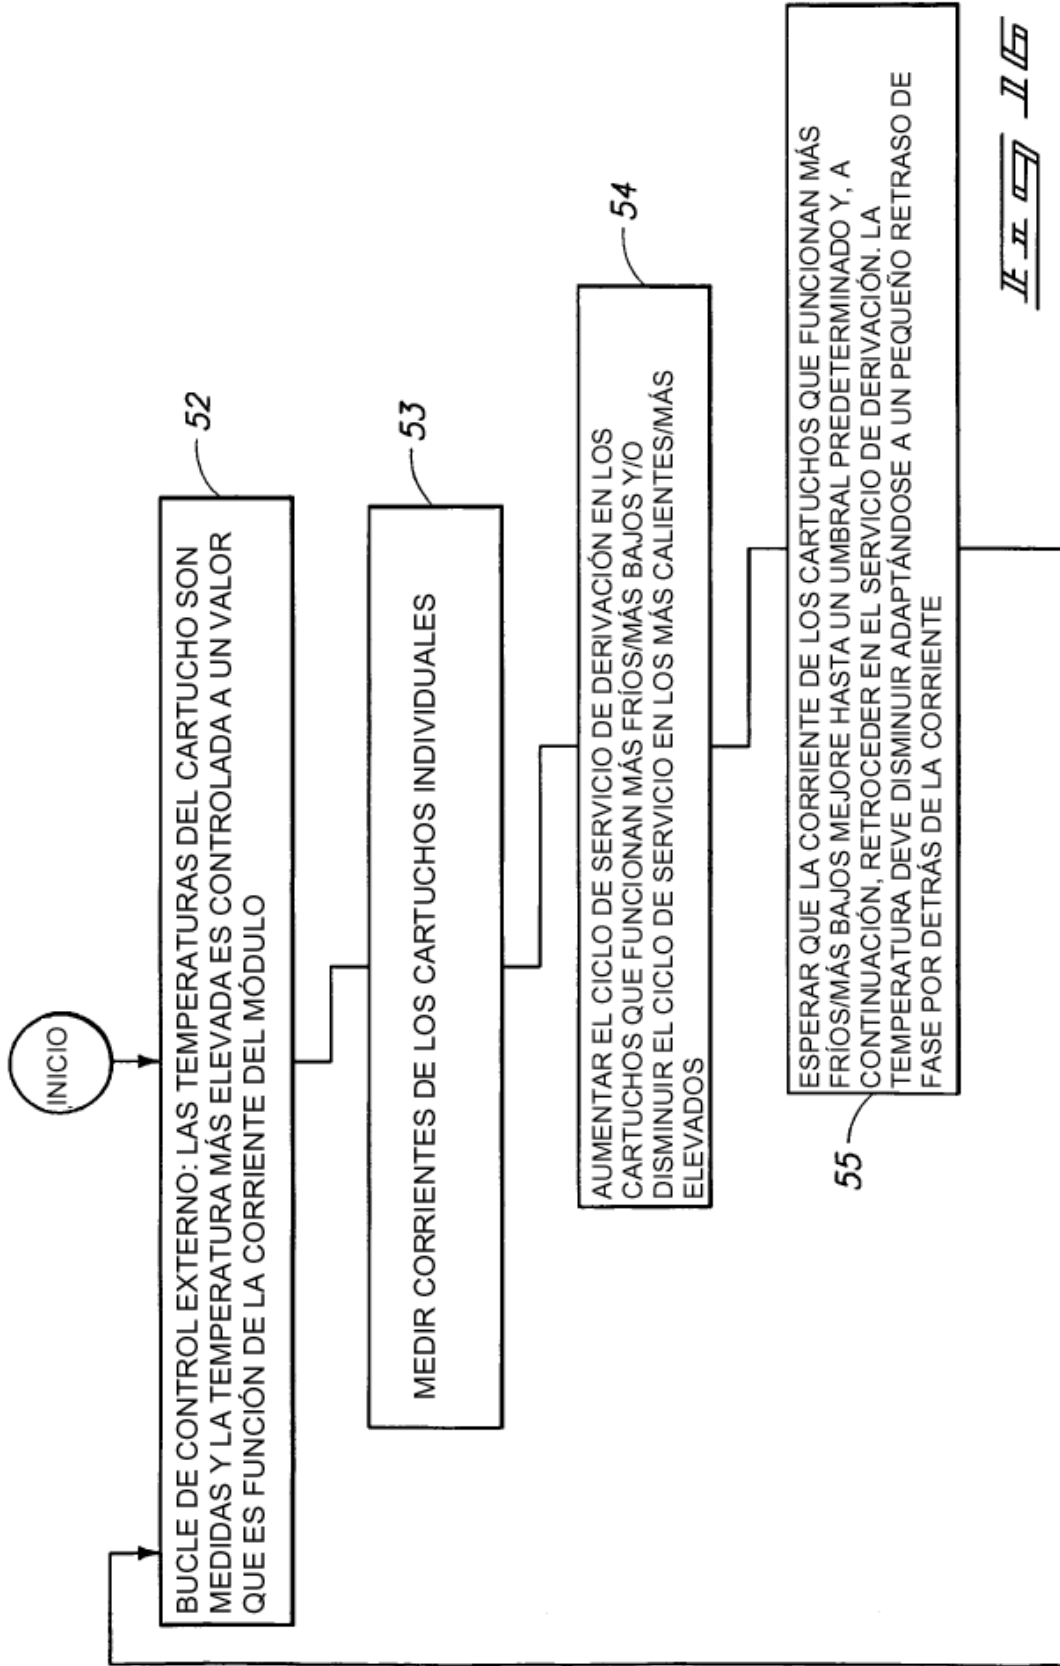 INICIO
BUCLE DE CONTROL EXTERNO: LAS TEMPERATURAS DEL CARTUCHO SON
MEDIDAS Y LA TEMPERATURA MÁS ELEVADA ES CONTROLADA A UN VALOR
QUE ES FUNCIÓN DE LA CORRIENTE DEL MÓDULO
52
MEDIR CORRIENTES DE LOS CARTUCHOS INDIVIDUALES
53
AUMENTAR EL CICLO DE SERVICIO DE DERIVACIÓN EN LOS
CARTUCHOS QUE FUNCIONAN MÁS FRÍOS/MÁS BAJOS Y/O
DISMINUIR EL CICLO DE SERVICIO EN LOS MÁS CALIENTES/MÁS
ELEVADOS
54
ESPERAR QUE LA CORRIENTE DE LOS CARTUCHOS QUE FUNCIONAN MÁS
FRÍOS/MÁS BAJOS MEJORE HASTA UN UMBRAL PREDETERMINADO Y, A
CONTINUACIÓN, RETROCEDER EN EL SERVICIO DE DERIVACIÓN. LA
TEMPERATURA DEVE DISMINUIR ADAPTÁNDOSE A UN PEQUEÑO RETRASO DE
FASE POR DETRÁS DE LA CORRIENTE
55
FIG 16